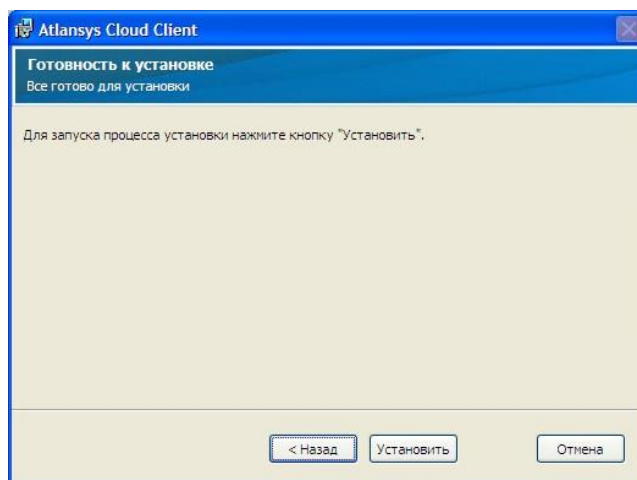 Atlansys Cloud Client
Готовность к установке
Все готово для установки
Для запуска процесса установки нажмите кнопку "Установить".
< Назад
Установить
Отмена